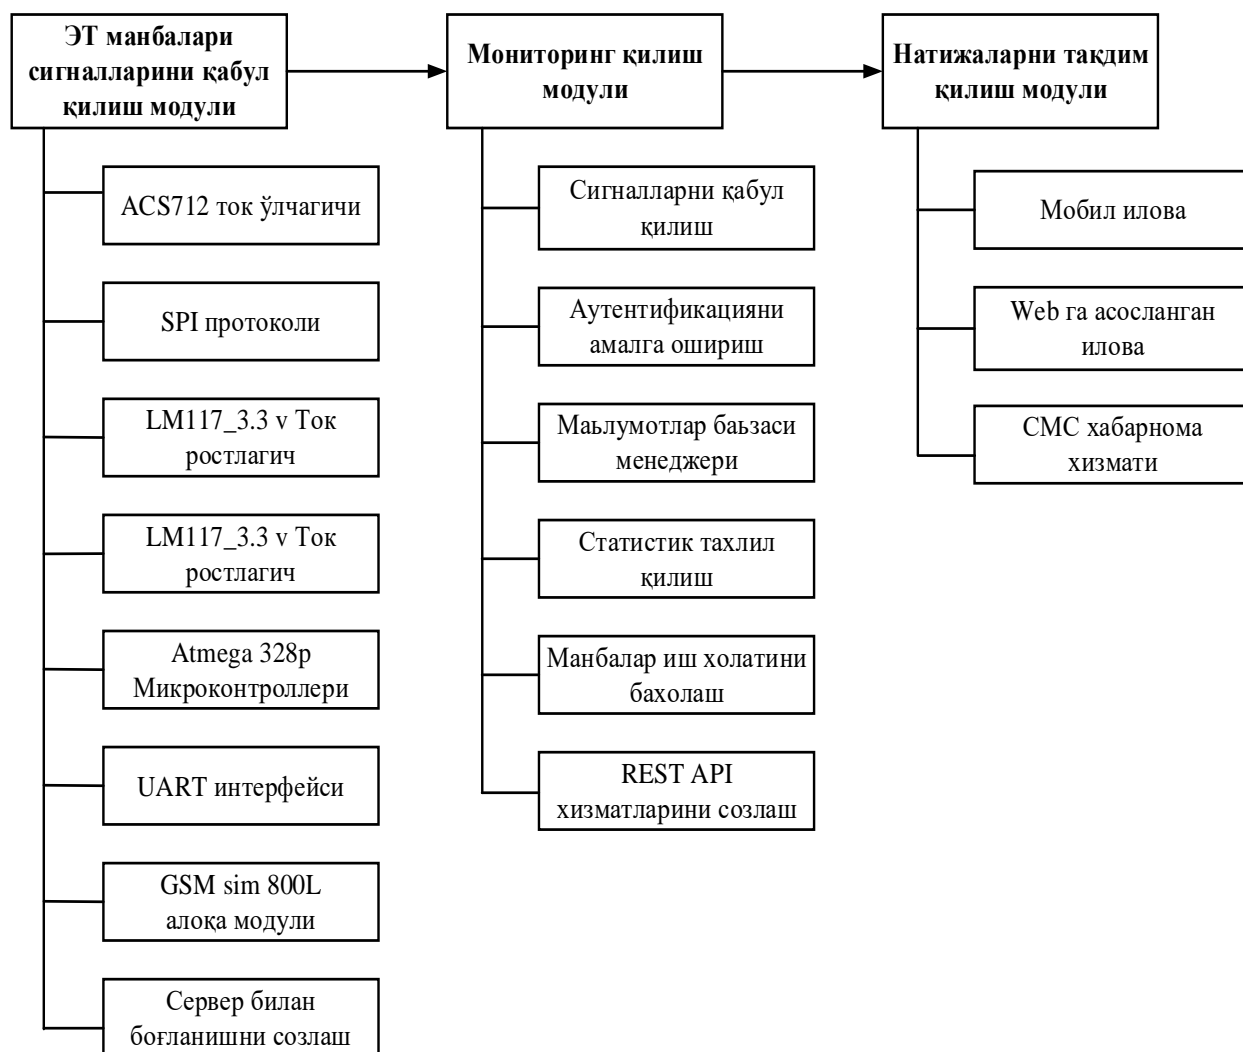 ЭТ манбалари
сигналларини қабул
қилиш модули
ACS712 ток ўлчагичи
SPI протоколи
LM117_3.3 v Ток
ростлагич
LM117_3.3 v Ток
ростлагич
Atmega 328p
Микроконтроллери
UART интерфейси
GSM sim 800L
алоқа модули
Сервер билан
боғланишни созлаш
Мониторинг қилиш
модули
Сигналларни қабул
қилиш
Аутентификацияни
амалга ошириш
Маьлумотлар баьзаси
менеджери
Статистик тахлил
қилиш
Манбалар иш холатини
бахолаш
REST API
хизматларини созлаш
Натижаларни тақдим
қилиш модули
Мобил илова
Web га асосланган
илова
СМС хабарнома
хизмати